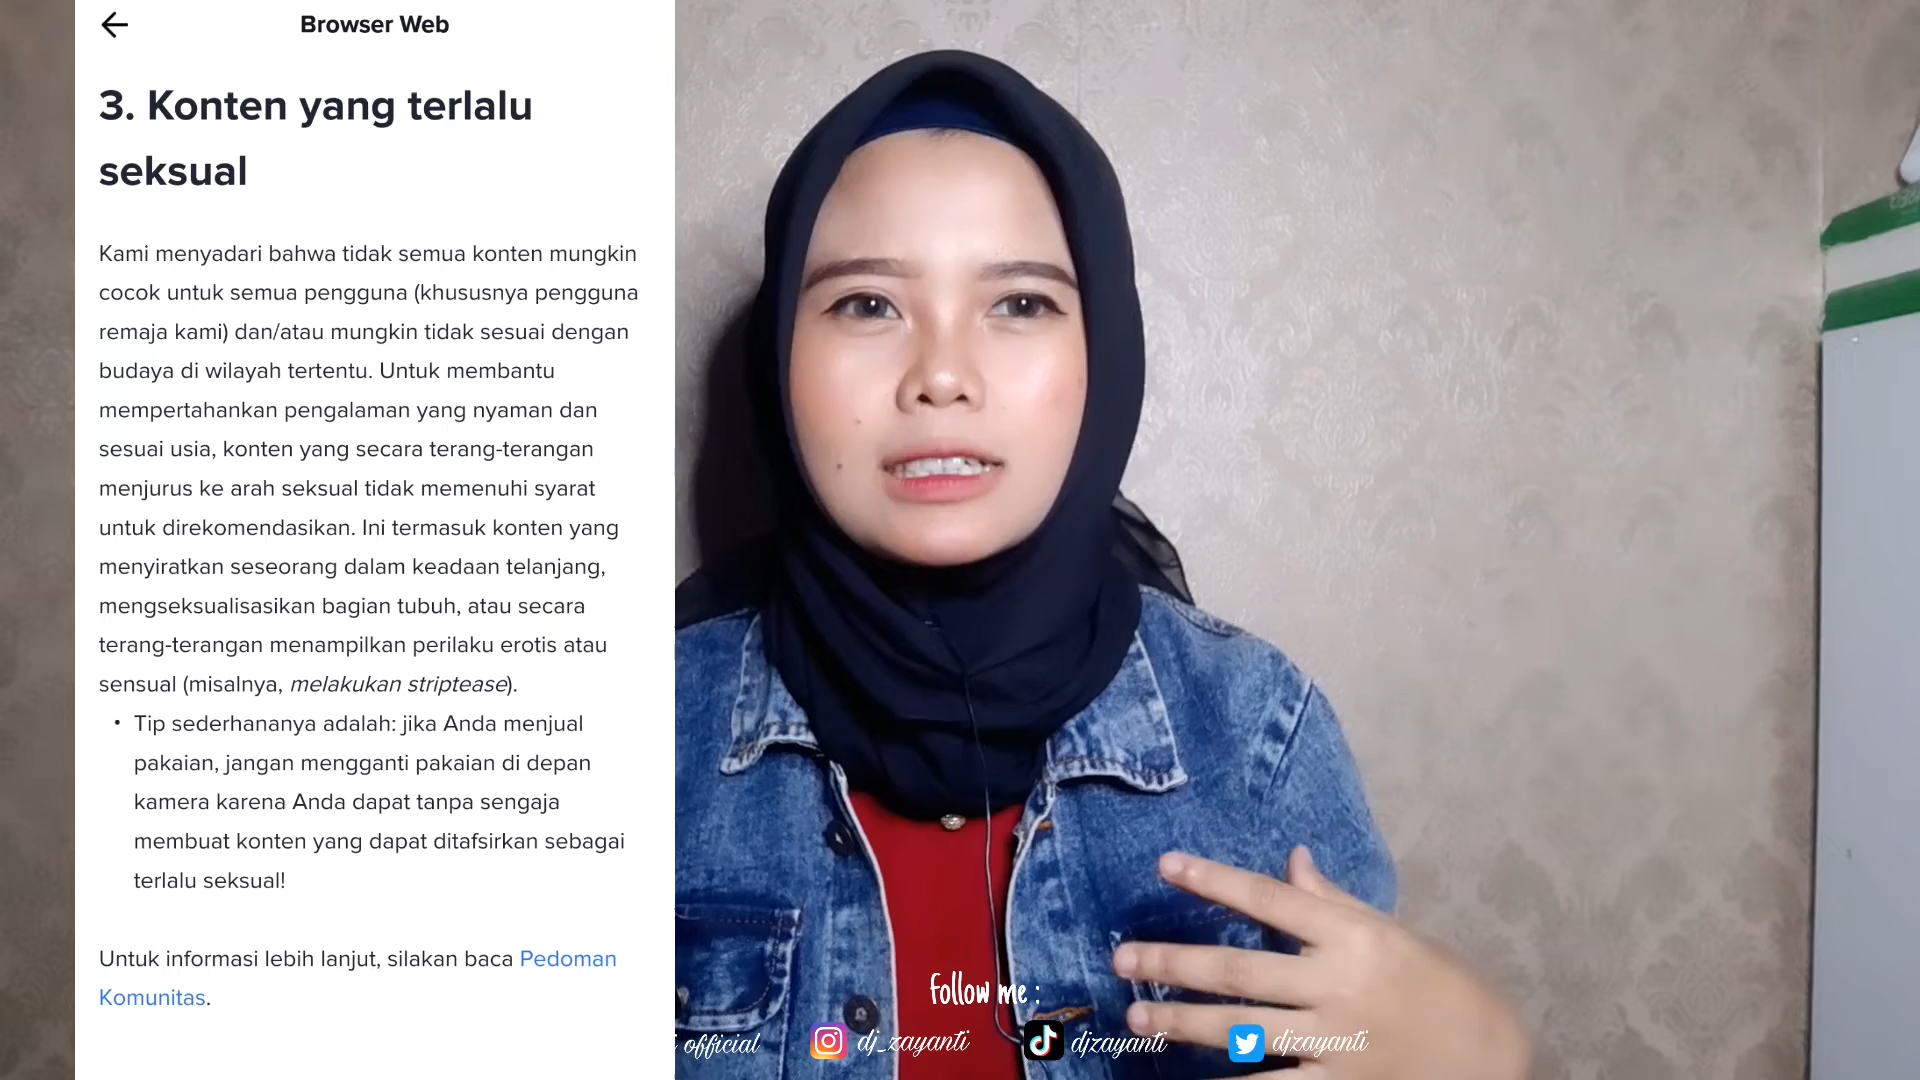 Browser Web
3. Konten yang terlalu
seksual
Kami menyadari bahwa tidak semua konten mungkin
cocok untuk semua pengguna (khususnya pengguna
remaja kami) dan/atau mungkin tidak sesuai dengan
budaya di wilayah tertentu. Untuk membantu
mempertahankan pengalaman yang nyaman dan
sesuai usia, konten yang secara terang-terangan
menjurus ke arah seksual tidak memenuhi syarat
untuk direkomendasikan. Ini termasuk konten yang
menyiratkan seseorang dalam keadaan telanjang,
mengseksualisasikan bagian tubuh, atau secara
terang-terangan menampilkan perilaku erotis atau
sensual (misalnya, melakukan striptease).
• Tip sederhananya adalah: jika Anda menjual
pakaian, jangan mengganti pakaian di depan
kamera karena Anda dapat tanpa sengaja
membuat konten yang dapat ditafsirkan sebagai
terlalu seksual!
Untuk informasi lebih lanjut, silakan baca Pedoman
Komunitas.
follow me :
official dj_zayanti djzayanti djzayanti